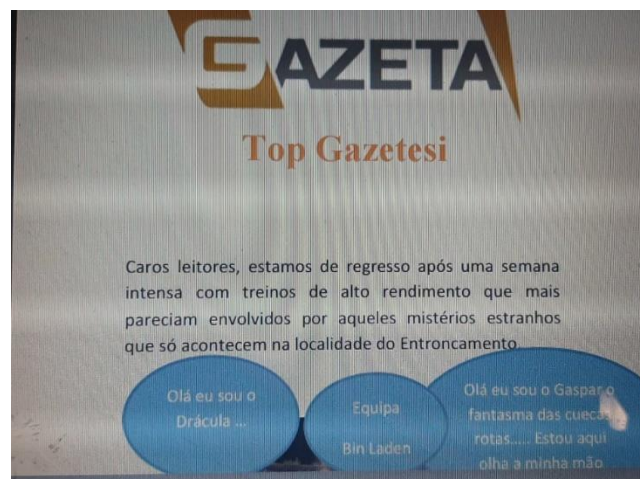 GAZETA
Top Gazetesi
Caros leitores, estamos de regresso após uma semana
intensa com treinos de alto rendimento que mais
pareciam envolvidos por aqueles mistérios estranhos
que só acontecem na localidade do Entroncamento
Olá eu sou o
Drácula ...
Equipa
Bin Laden
Olá eu sou o Gaspar o
fantasma das cuecas
rotas..... Estou aqui
olha a minha mão